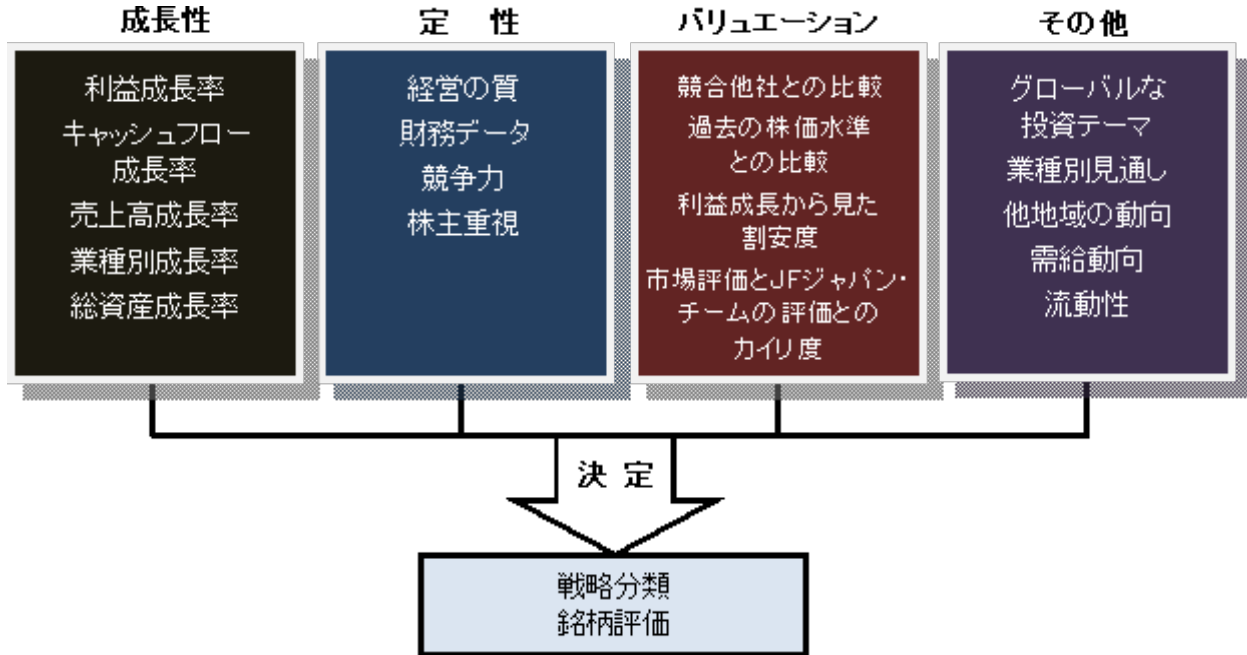 成長性
利益成長率
キャッシュフロー
成長率
売上高成長率
業種別成長率
総資産成長率
定 性
経営の質
財務データ
競争力
株主重視
バリュエーション
競合他社との比較
過去の株価水準
との比較
利益成長から見た
割安度
市場評価とJFジャパン・
チームの評価との
カイリ度
その他
グローバルな
投資テーマ
業種別見通し
他地域の動向
需給動向
流動性
決 定
戦略分類
銘柄評価